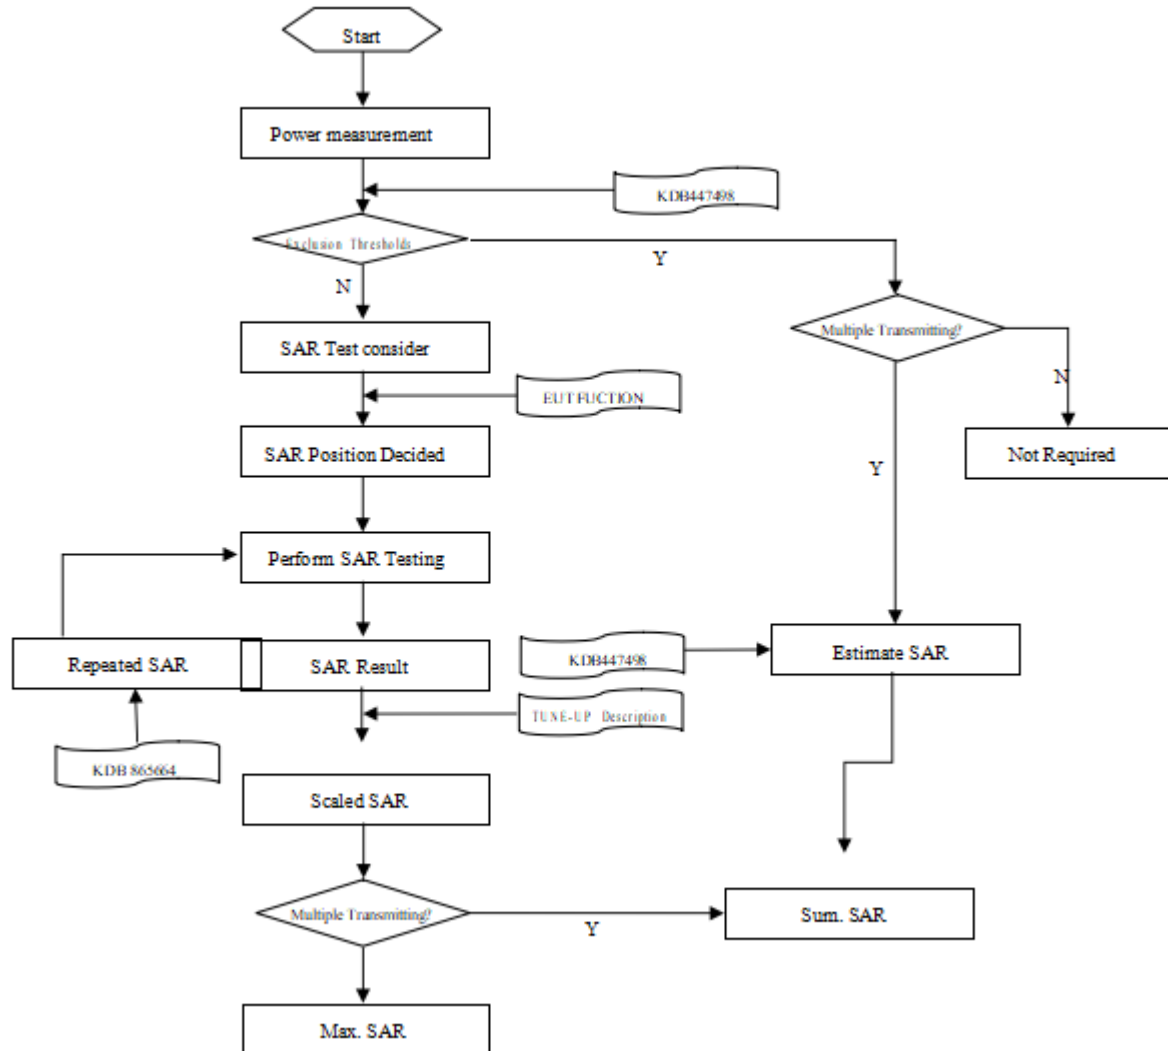 Start
Power measurement
KDB447498
Exclusion Thresholds
Y
N
Multiple Transmitting?
SAR Test consider
N
EUT FUCTION
SAR Position Decided
Not Required
Y
Perform SAR Testing
Repeated SAR
SAR Result
KDB447498
Estimate SAR
TUNE-UP Description
KDB 865664
Scaled SAR
Multiple Transmitting?
Y
Sum. SAR
Max. SAR